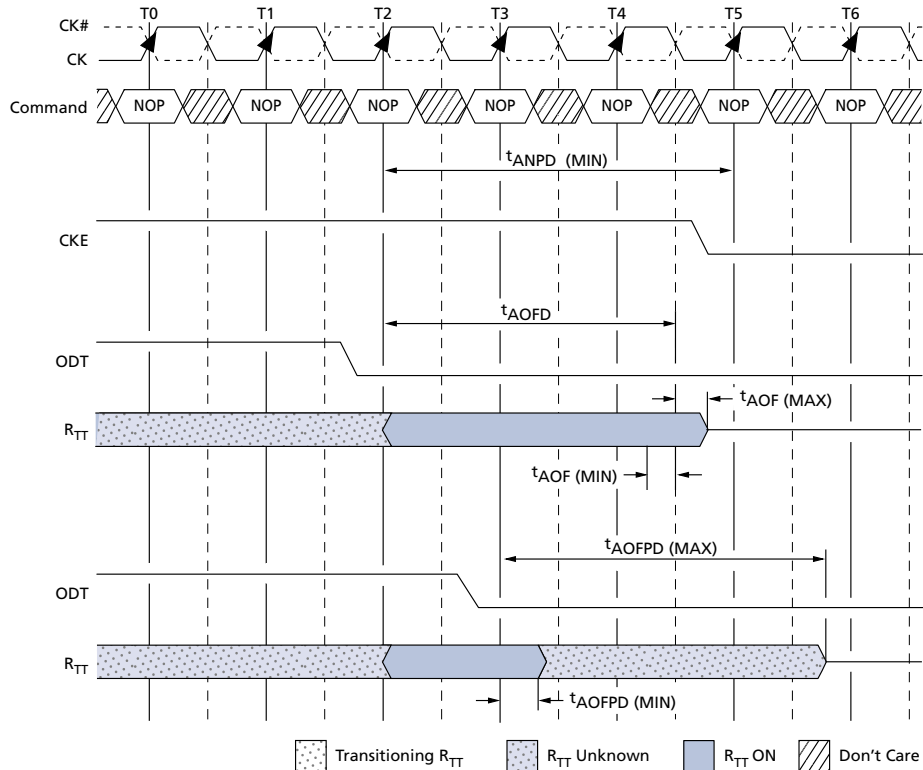 T0 T1 T2 T3 T4 T5 T6
CK#
CK
Command NOP NOP NOP NOP NOP NOP NOP
tANPD (MIN)
CKE
tAOFD
ODT
tAOF (MAX)
RTT
tAOF (MIN)
tAOFPD (MAX)
ODT
RTT
tAOFPD (MIN)
Transitioning RTT RTT Unknown RTT ON Don't Care